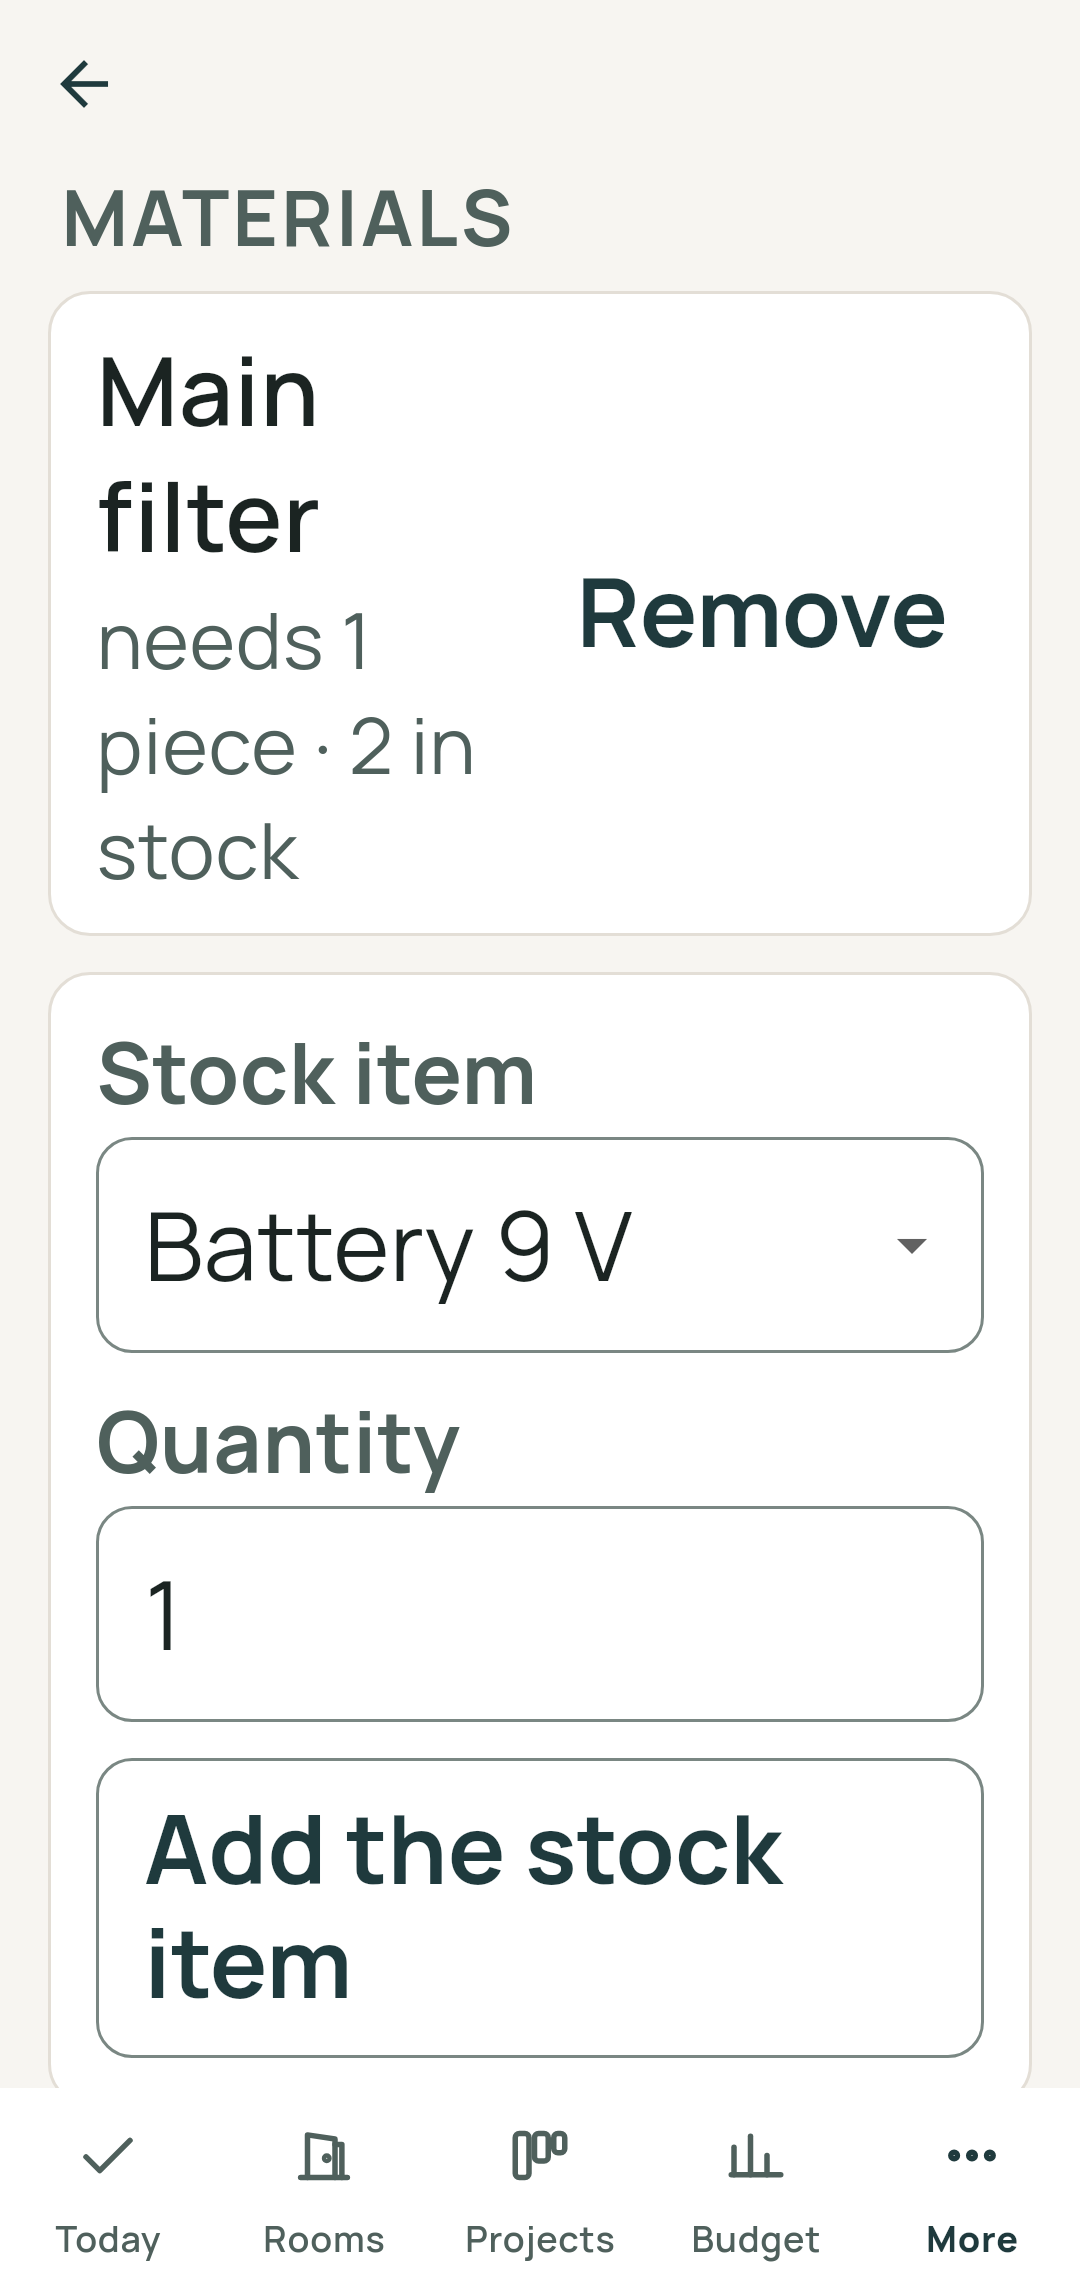 MATERIALS
Main
filter
needs 1
piece · 2 in
stock
Remove
Stock item
Battery 9 V
Quantity
1
Add the stock
item
Today
Rooms
Projects
Budget
More